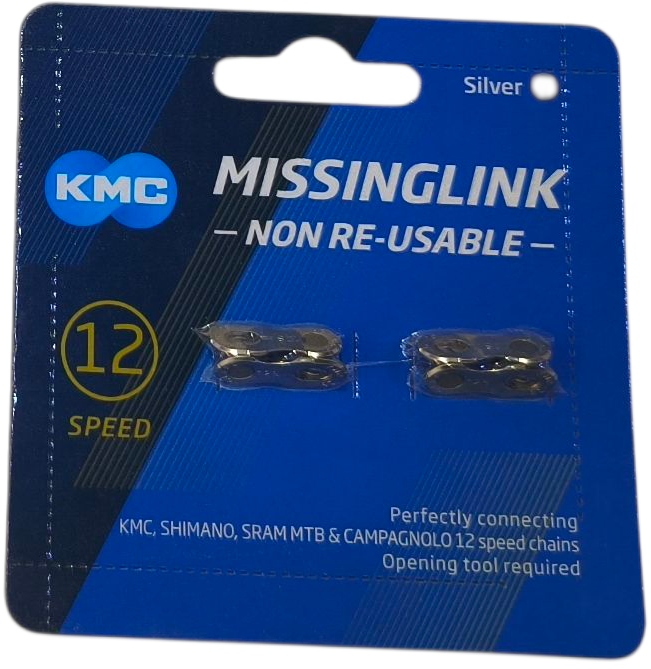 Silver
KMC
MISSINGLINK
– NON RE-USABLE –
12
SPEED
Perfectly connecting
KMC, SHIMANO, SRAM MTB & CAMPAGNOLO 12 speed chains
Opening tool required